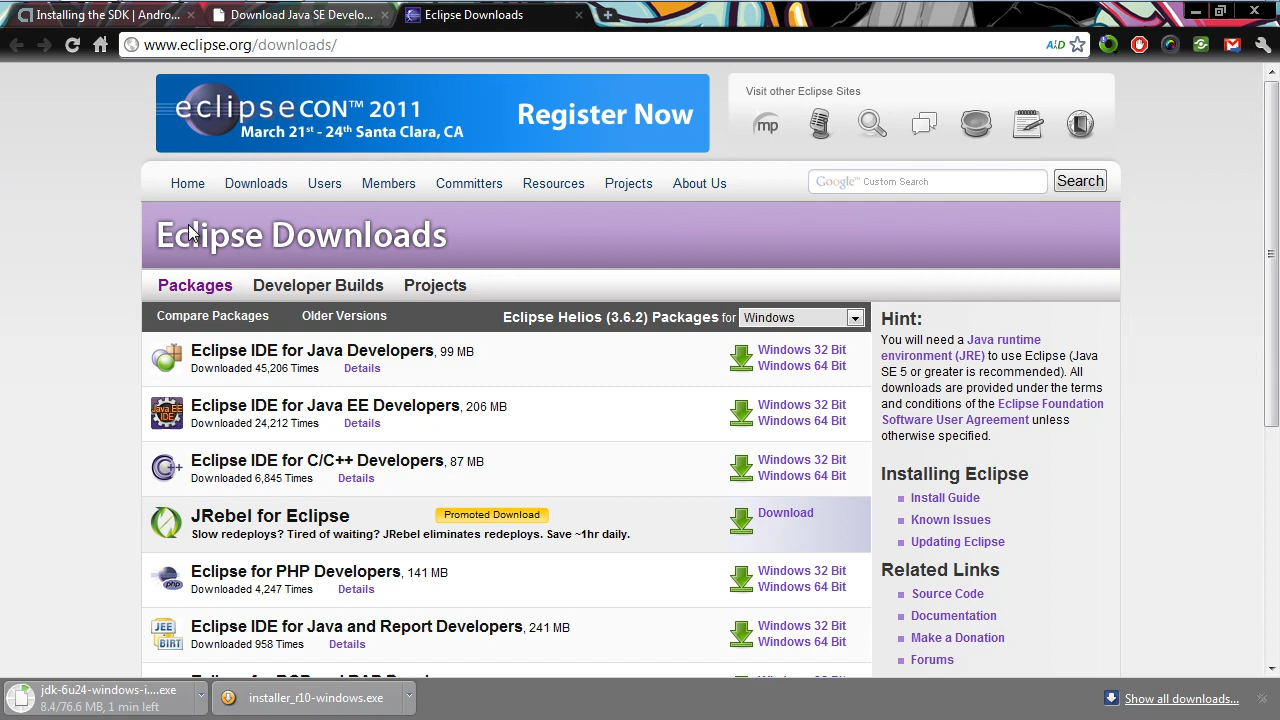 Installing the SDK | Andro...
Download Java SE Develo...
Eclipse Downloads
www.eclipse.org/downloads/
eclipseCON™ 2011
March 21st - 24th Santa Clara, CA
Register Now
Visit other Eclipse Sites
mp
Home Downloads Users Members Committers Resources Projects About Us
Google™ Custom Search
Search
Eclipse Downloads
Packages Developer Builds Projects
Compare Packages Older Versions Eclipse Helios (3.6.2) Packages for Windows
Eclipse IDE for Java Developers, 99 MB
Downloaded 45,206 Times Details
Windows 32 Bit
Windows 64 Bit
Java EE
IDE
Eclipse IDE for Java EE Developers, 206 MB
Downloaded 24,212 Times Details
Windows 32 Bit
Windows 64 Bit
C++
Eclipse IDE for C/C++ Developers, 87 MB
Downloaded 6,845 Times Details
Windows 32 Bit
Windows 64 Bit
JRebel for Eclipse
Promoted Download
Slow redeploys? Tired of waiting? JRebel eliminates redeploys. Save ~1hr daily.
Download
php
Eclipse for PHP Developers, 141 MB
Downloaded 4,247 Times Details
Windows 32 Bit
Windows 64 Bit
JEE
BIRT
Eclipse IDE for Java and Report Developers, 241 MB
Downloaded 958 Times Details
Windows 32 Bit
Windows 64 Bit
Hint:
You will need a Java runtime
environment (JRE) to use Eclipse (Java
SE 5 or greater is recommended). All
downloads are provided under the terms
and conditions of the Eclipse Foundation
Software User Agreement unless
otherwise specified.
Installing Eclipse
Install Guide
Known Issues
Updating Eclipse
Related Links
Source Code
Documentation
Make a Donation
Forums
jdk-6u24-windows-i....exe
8.4/76.6 MB, 1 min left
installer_r10-windows.exe
Show all downloads...